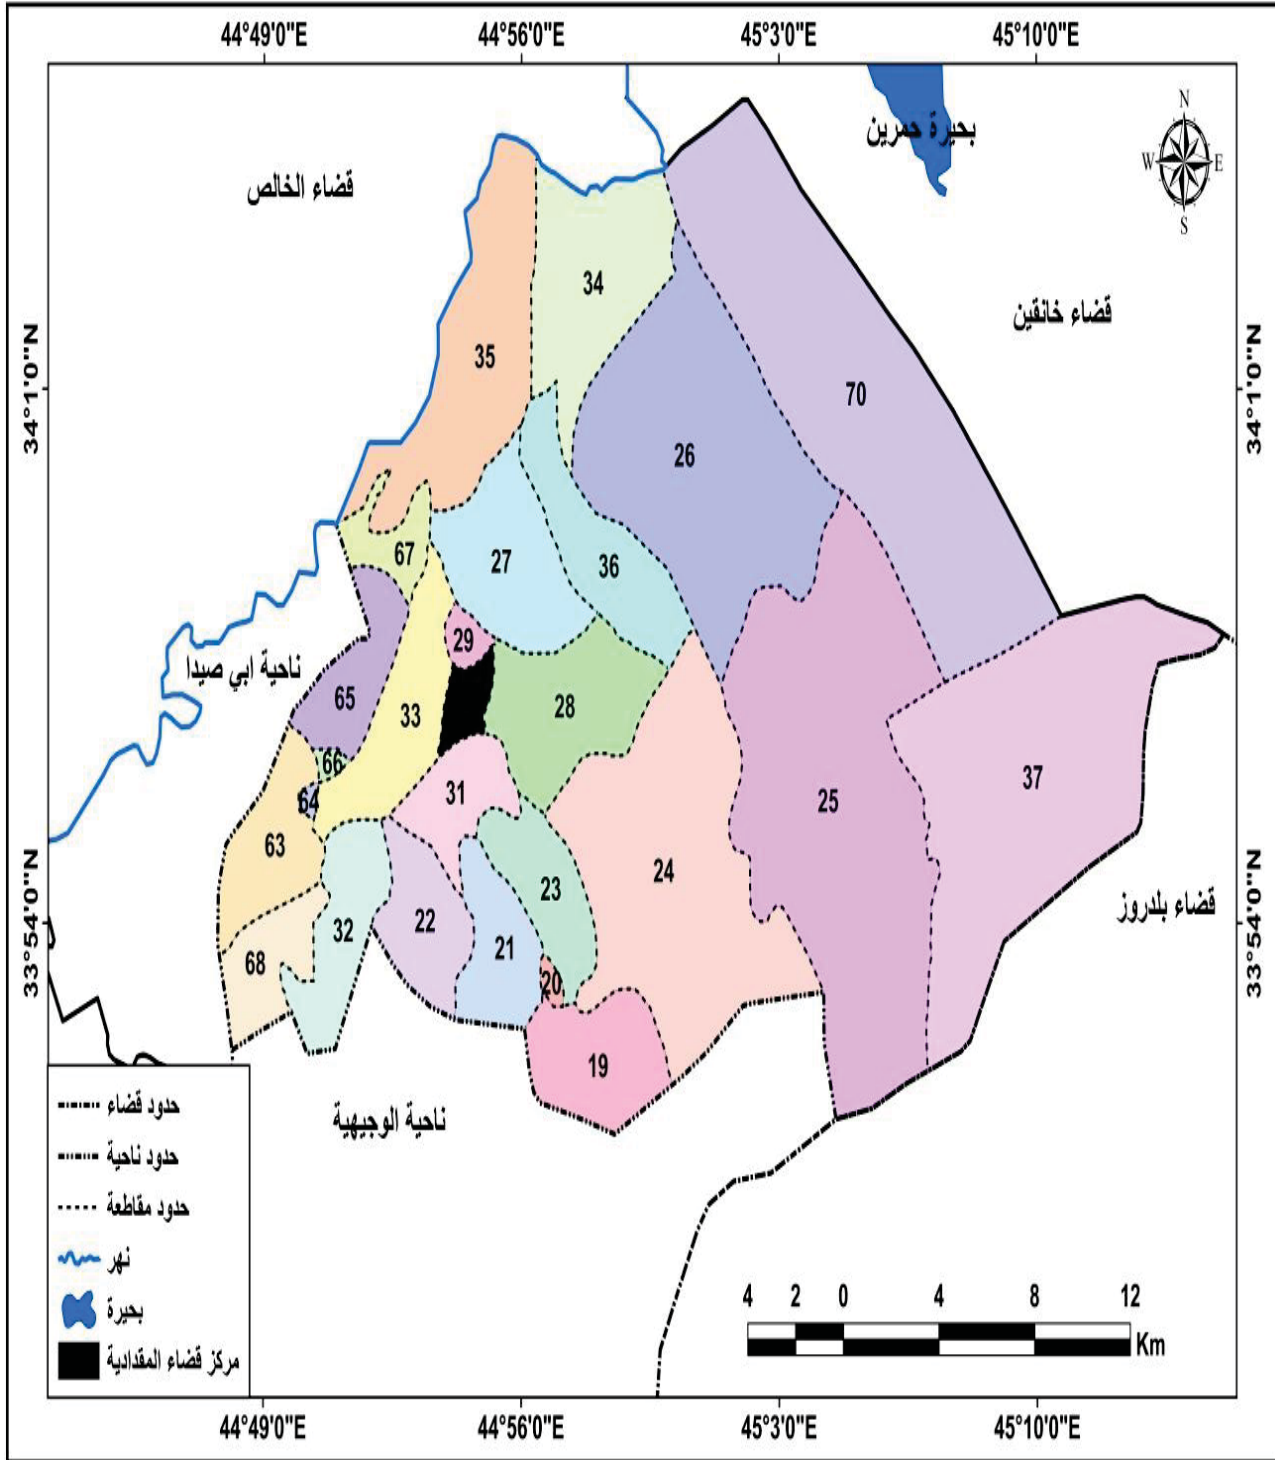 44°49'0"E
44°56'0"E
45°3'0"E
45°10'0"E
بحيرة حمرين
N
W
E
S
قضاء الخالص
34
قضاء خانقين
35
34°1'0"N
34°1'0"N
70
26
67
27
36
29
ناحية ابي صيدا
65
33
28
66
37
64
31
25
63
24
23
قضاء بلدروز
32
22
33°54'0"N
33°54'0"N
21
68
20
19
ناحية الوجيهية
حدود قضاء
حدود ناحية
حدود مقاطعة
نهر
بحيرة
مركز قضاء المقدادية
4 2 0 4 8 12
Km
44°49'0"E
44°56'0"E
45°3'0"E
45°10'0"E